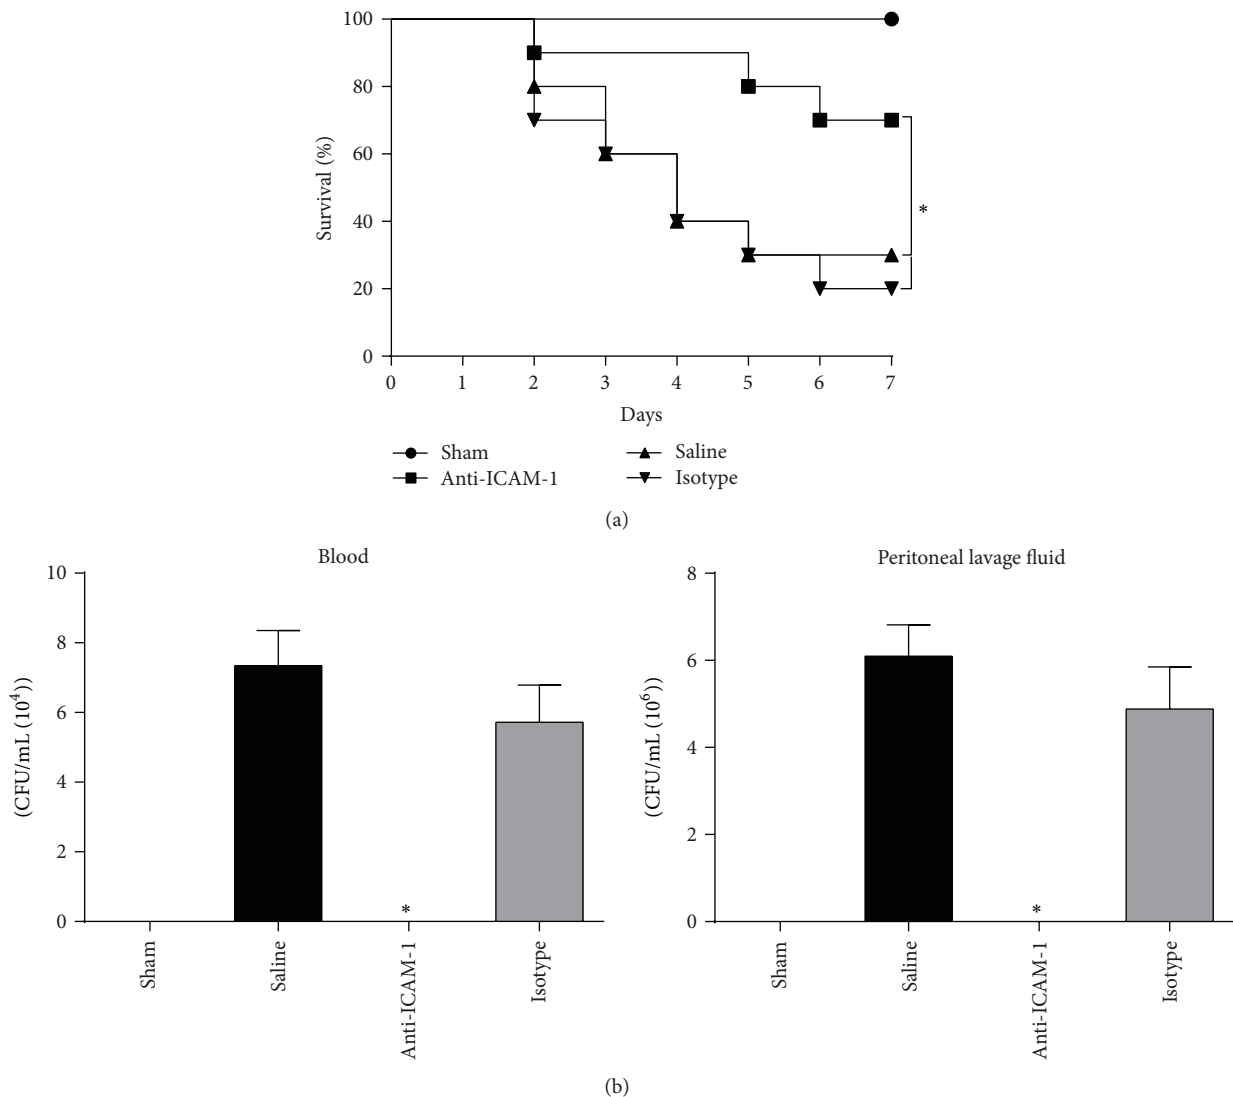 100
80
60
40
20
0
Survival (%)
*
0 1 2 3 4 5 6 7
Days
Sham Saline
Anti-ICAM-1 Isotype
(a)
Blood
10
8
6
4
2
0
(CFU/mL (10⁴))
*
Sham Saline Anti-ICAM-1 Isotype
Peritoneal lavage fluid
8
6
4
2
0
(CFU/mL (10⁶))
*
Sham Saline Anti-ICAM-1 Isotype
(b)